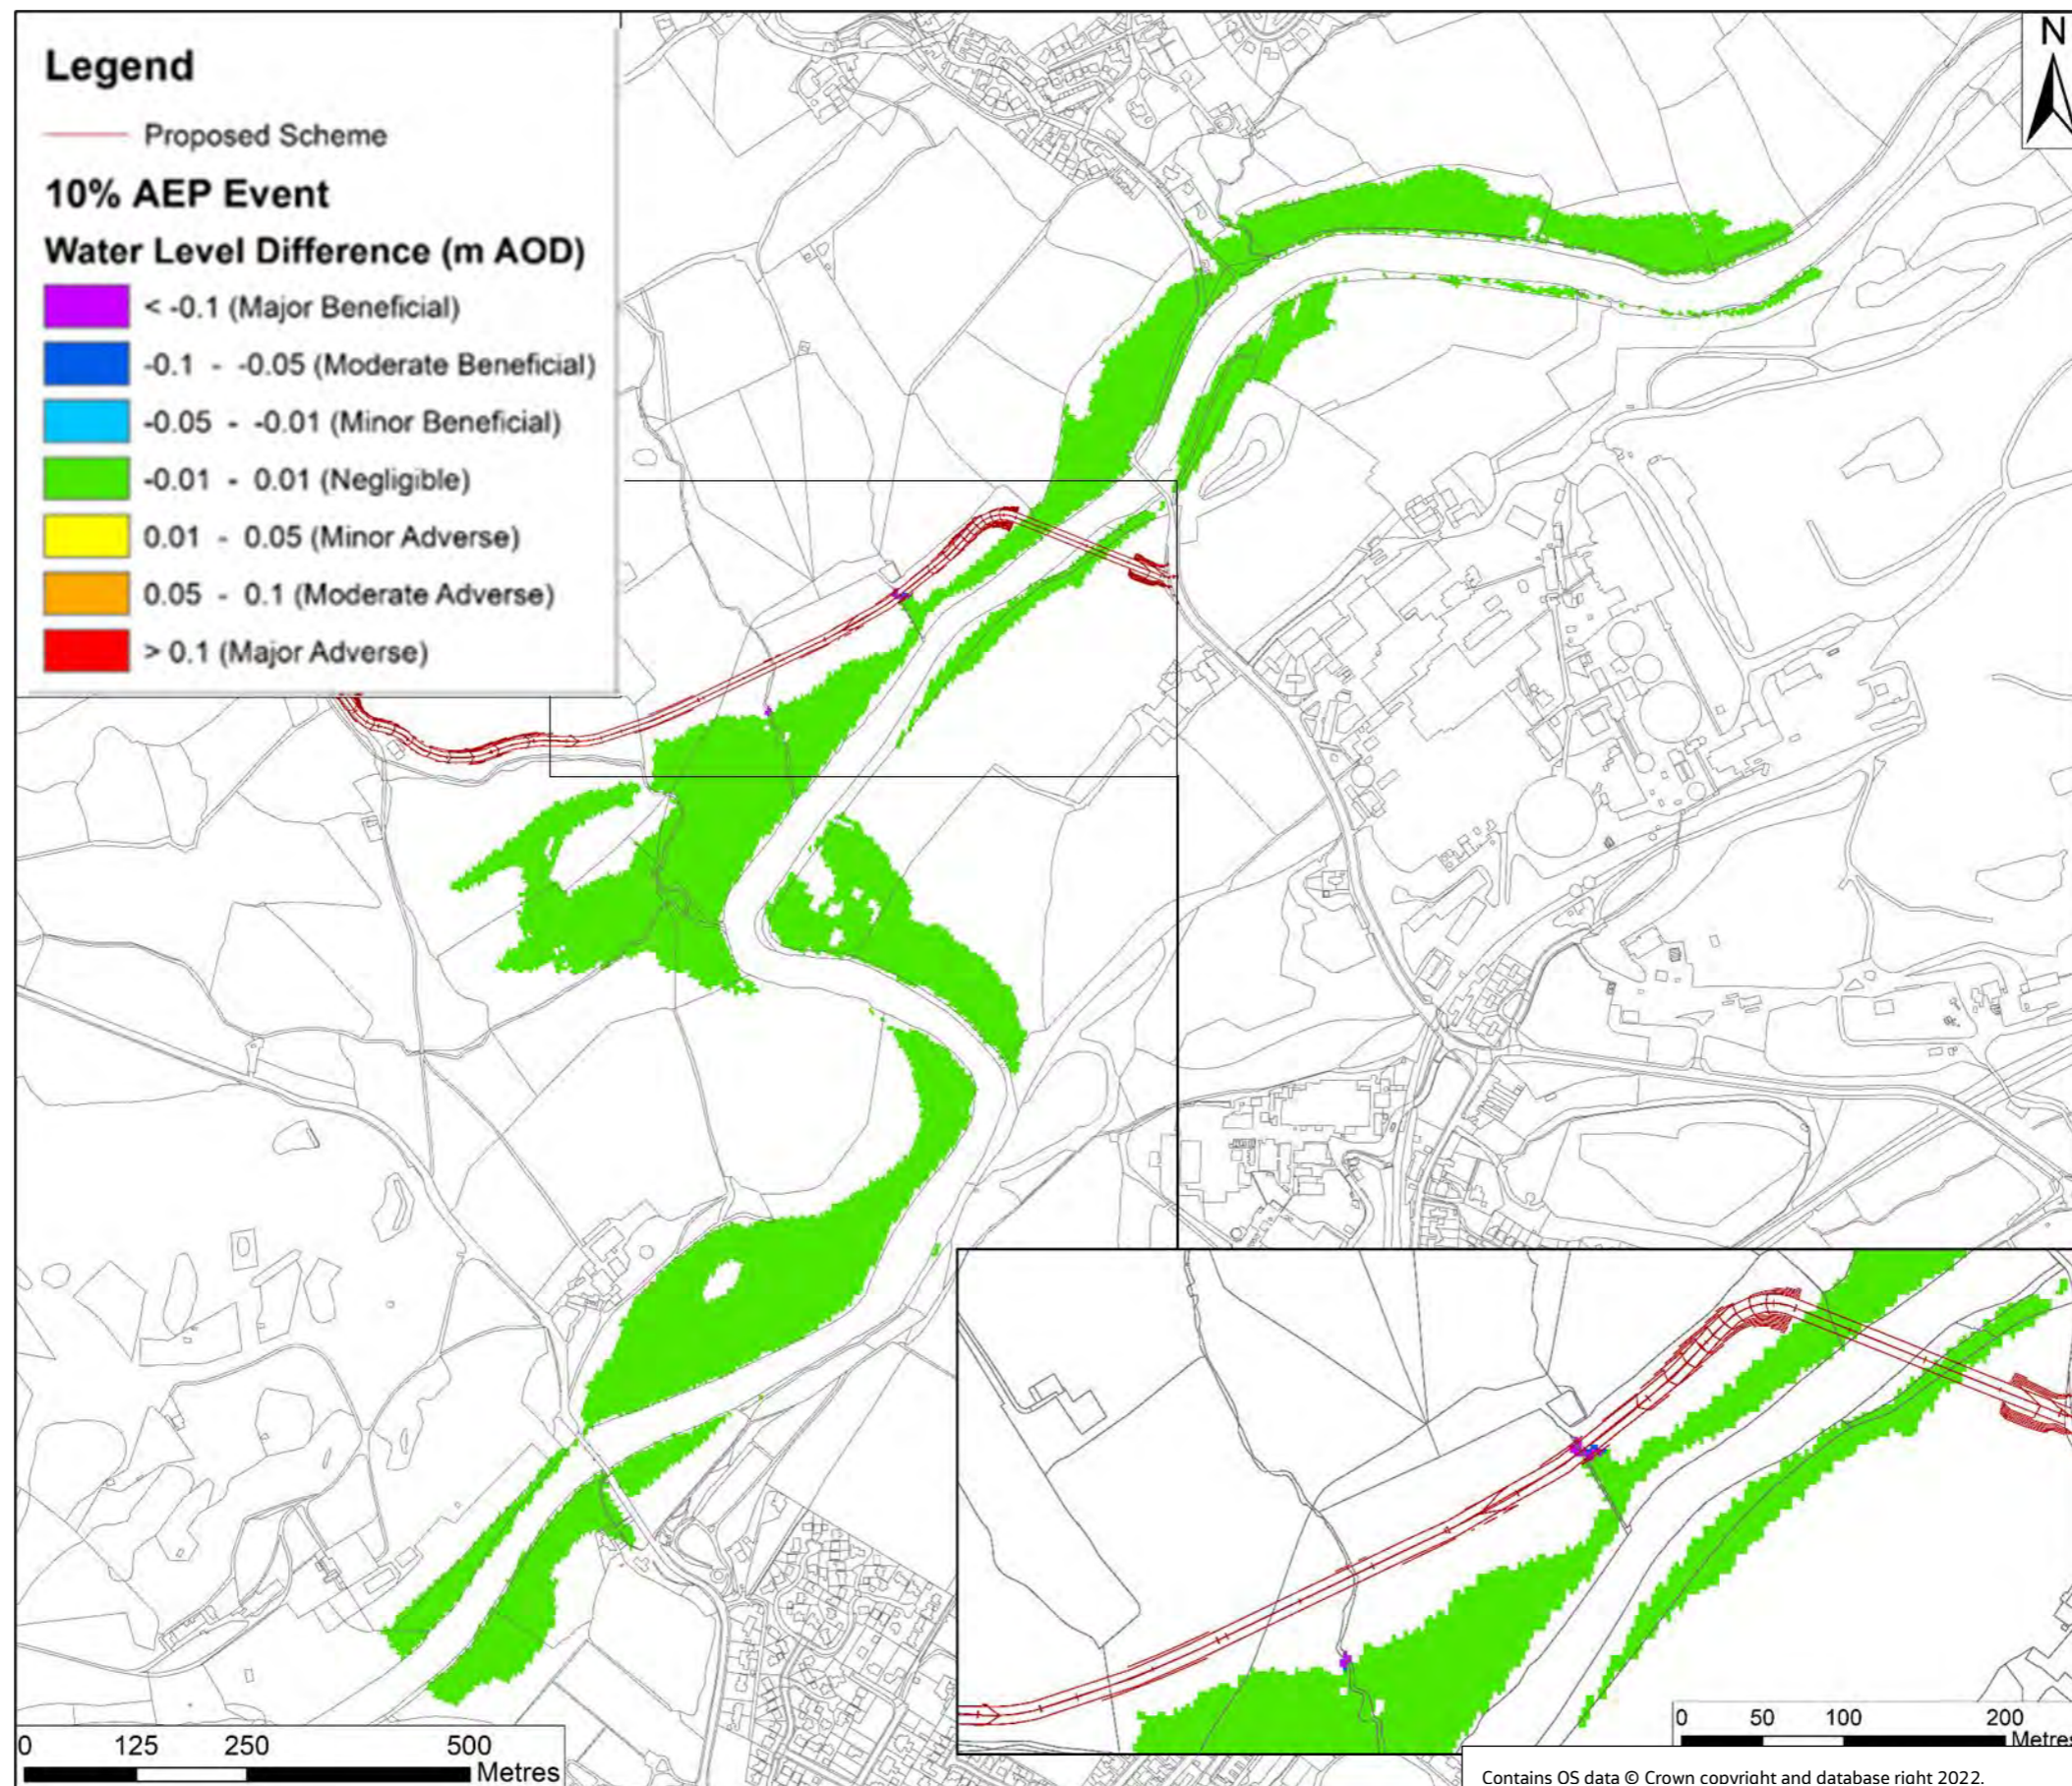 Legend
Proposed Scheme
10% AEP Event
Water Level Difference (m AOD)
< -0.1 (Major Beneficial)
-0.1 - -0.05 (Moderate Beneficial)
-0.05 - -0.01 (Minor Beneficial)
-0.01 - 0.01 (Negligible)
0.01 - 0.05 (Minor Adverse)
0.05 - 0.1 (Moderate Adverse)
> 0.1 (Major Adverse)
N
0 50 100 200
Metres
0 125 250 500
Metres
Contains OS data © Crown copyright and database right 2022.